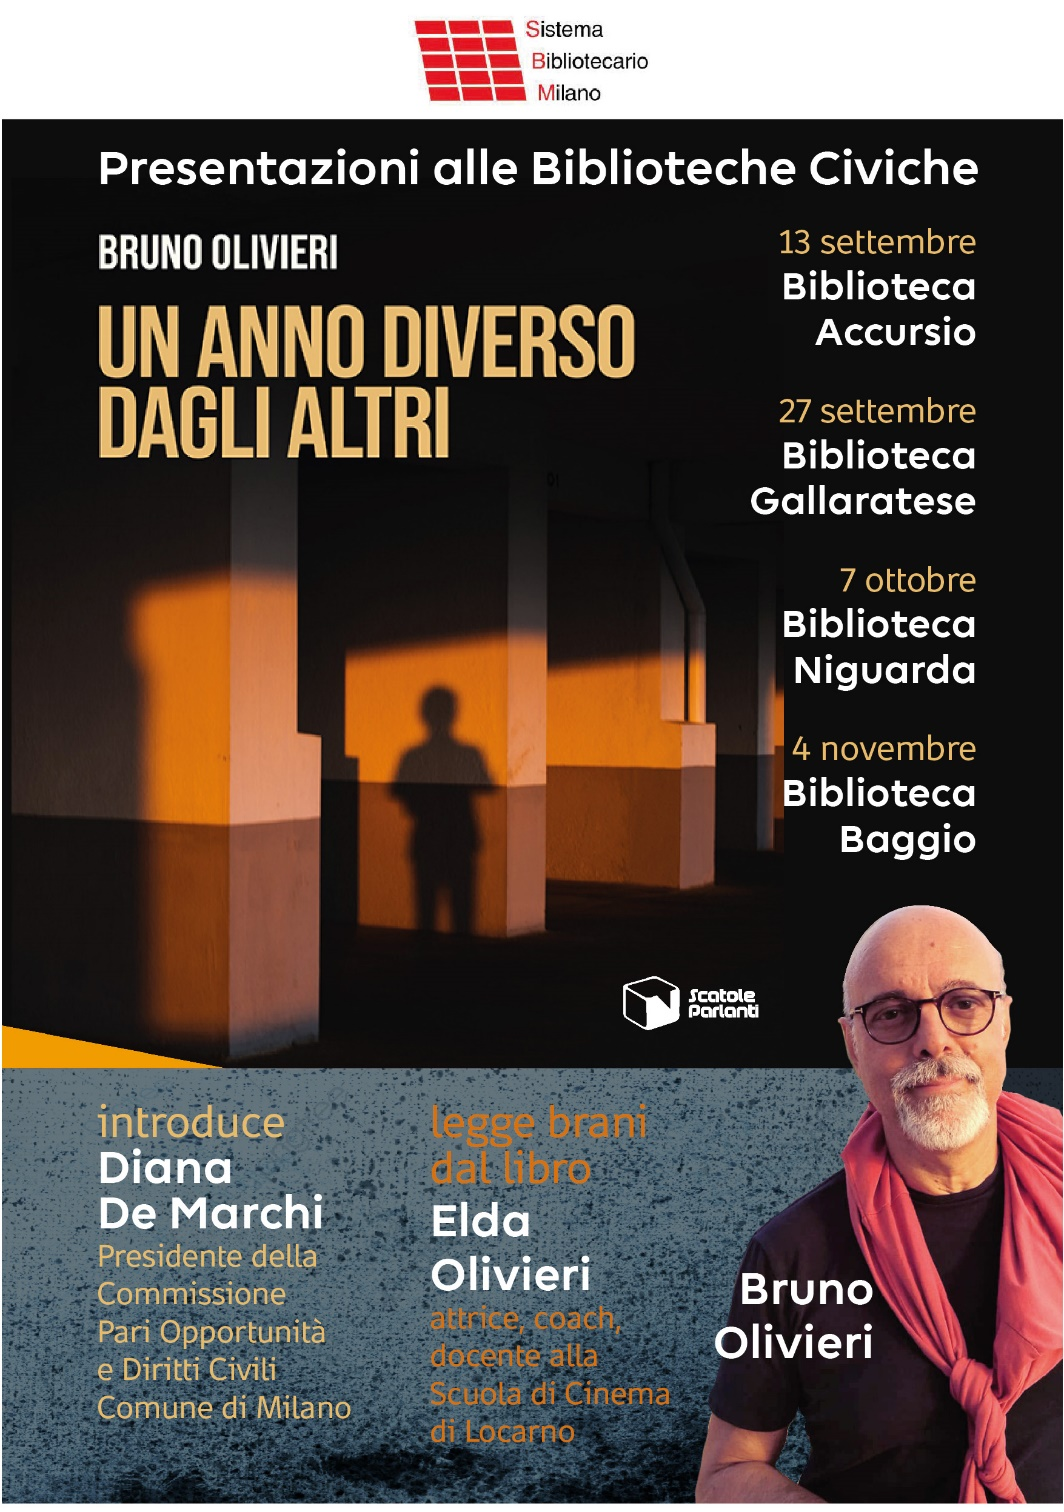 Sistema
Bibliotecario
Milano
Presentazioni alle Biblioteche Civiche
BRUNO OLIVIERI
UN ANNO DIVERSO
DAGLI ALTRI
13 settembre
Biblioteca
Accursio
27 settembre
Biblioteca
Gallaratese
7 ottobre
Biblioteca
Niguarda
4 novembre
Biblioteca
Baggio
Scatole
Parlanti
introduce
Diana
De Marchi
Presidente della
Commissione
Pari Opportunità
e Diritti Civili
Comune di Milano
legge brani
dal libro
Elda
Olivieri
attrice, coach,
docente alla
Scuola di Cinema
di Locarno
Bruno
Olivieri